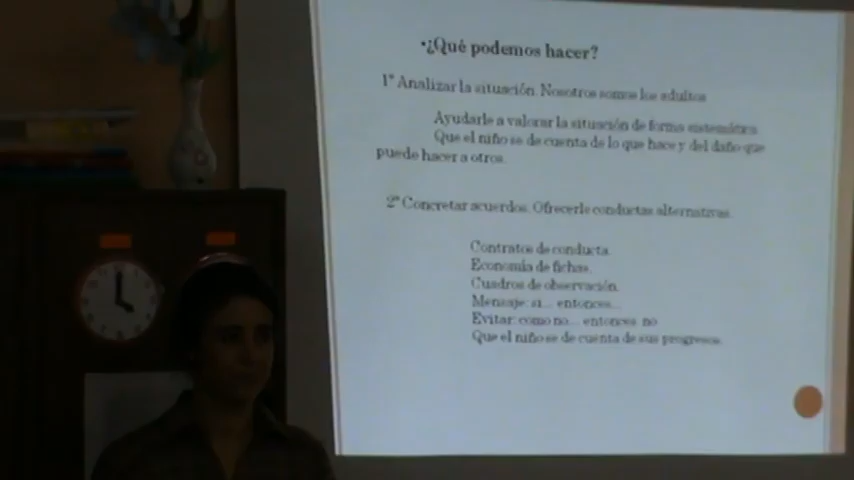 •¿Qué podemos hacer?
1º Analizar la situación. Nosotros somos los adultos
Ayudarle a valorar la situación de forma sistemática
Que el niño se de cuenta de lo que hace y del daño que
puede hacer a otros.
2º Concretar acuerdos. Ofrecerle conductas alternativas.
Contratos de conducta.
Economía de fichas.
Cuadros de observación.
Mensaje: si... entonces...
Evitar: como no... entonces no
Que el niño se de cuenta de sus progresos.